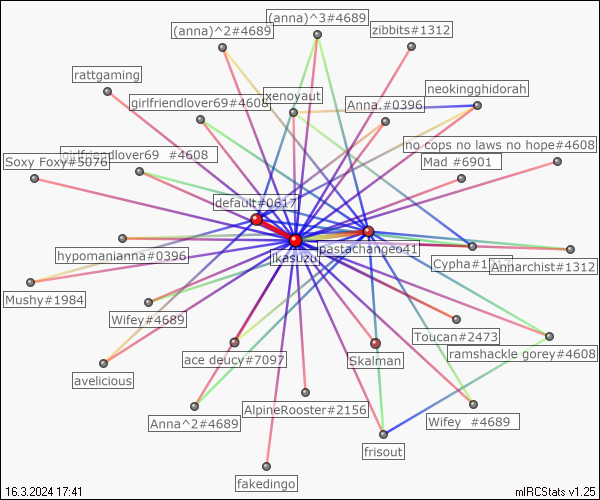 (anna)^3#4689
(anna)^2#4689
zibbits#1312
rattgaming
neokingghidorah
xenoyaut
girlfriendlover69#4608
Anna.#0396
no cops no laws no hope#4608
girlfriendlover69 #4608
Soxy Foxy#5076
Mad #6901
default#0617
pastachangeo41
hypomanianna#0396
jkasuzu
Cypha#1
Annarchist#1312
Mushy#1984
Wifey#4689
Toucan#2473
ace deucy#7097
Skalman
ramshackle gorey#4608
avelicious
AlpineRooster#2156
Anna^2#4689
Wifey #4689
frisout
fakedingo
16.3.2024 17:41
mIRCStats v1.25